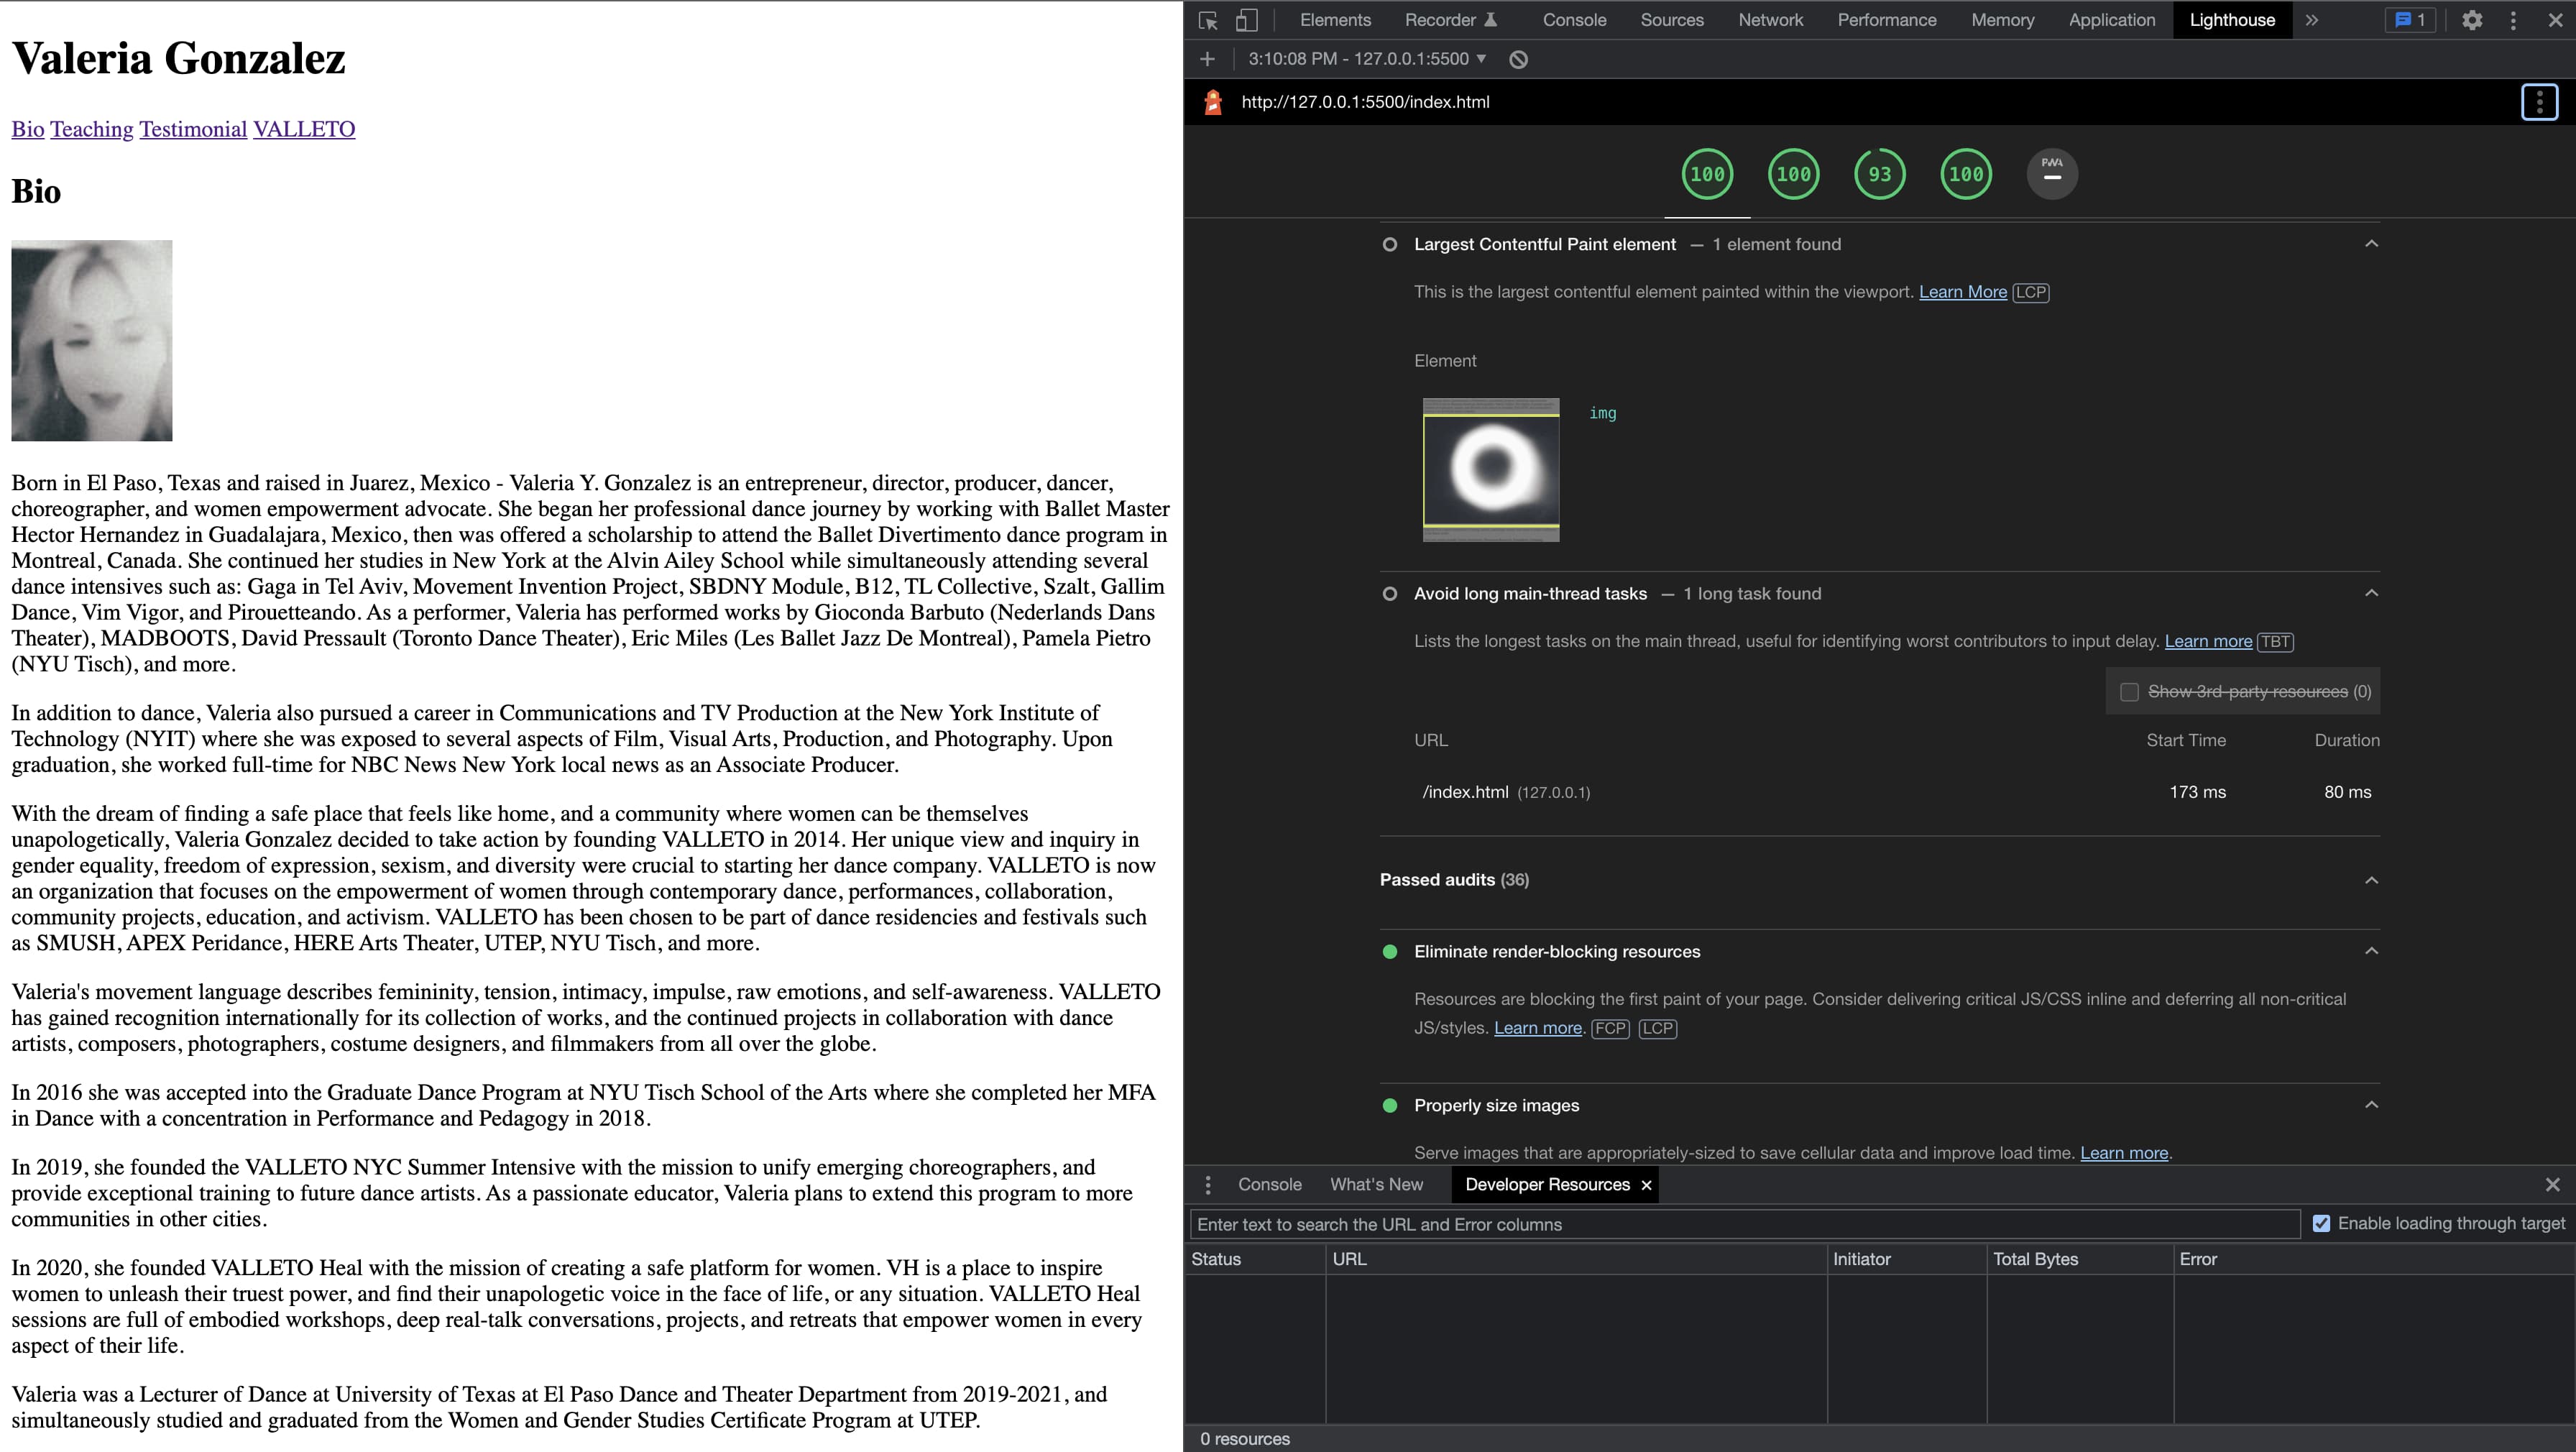 Valeria Gonzalez
Bio Teaching Testimonial VALLETO
Bio
Born in El Paso, Texas and raised in Juarez, Mexico - Valeria Y. Gonzalez is an entrepreneur, director, producer, dancer,
choreographer, and women empowerment advocate. She began her professional dance journey by working with Ballet Master
Hector Hernandez in Guadalajara, Mexico, then was offered a scholarship to attend the Ballet Divertimento dance program in
Montreal, Canada. She continued her studies in New York at the Alvin Ailey School while simultaneously attending several
dance intensives such as: Gaga in Tel Aviv, Movement Invention Project, SBDNY Module, B12, TL Collective, Szalt, Gallim
Dance, Vim Vigor, and Pirouetteando. As a performer, Valeria has performed works by Gioconda Barbuto (Nederlands Dans
Theater), MADBOOTS, David Pressault (Toronto Dance Theater), Eric Miles (Les Ballet Jazz De Montreal), Pamela Pietro
(NYU Tisch), and more.
In addition to dance, Valeria also pursued a career in Communications and TV Production at the New York Institute of
Technology (NYIT) where she was exposed to several aspects of Film, Visual Arts, Production, and Photography. Upon
graduation, she worked full-time for NBC News New York local news as an Associate Producer.
With the dream of finding a safe place that feels like home, and a community where women can be themselves
unapologetically, Valeria Gonzalez decided to take action by founding VALLETO in 2014. Her unique view and inquiry in
gender equality, freedom of expression, sexism, and diversity were crucial to starting her dance company. VALLETO is now
an organization that focuses on the empowerment of women through contemporary dance, performances, collaboration,
community projects, education, and activism. VALLETO has been chosen to be part of dance residencies and festivals such
as SMUSH, APEX Peridance, HERE Arts Theater, UTEP, NYU Tisch, and more.
Valeria's movement language describes femininity, tension, intimacy, impulse, raw emotions, and self-awareness. VALLETO
has gained recognition internationally for its collection of works, and the continued projects in collaboration with dance
artists, composers, photographers, costume designers, and filmmakers from all over the globe.
In 2016 she was accepted into the Graduate Dance Program at NYU Tisch School of the Arts where she completed her MFA
in Dance with a concentration in Performance and Pedagogy in 2018.
In 2019, she founded the VALLETO NYC Summer Intensive with the mission to unify emerging choreographers, and
provide exceptional training to future dance artists. As a passionate educator, Valeria plans to extend this program to more
communities in other cities.
In 2020, she founded VALLETO Heal with the mission of creating a safe platform for women. VH is a place to inspire
women to unleash their truest power, and find their unapologetic voice in the face of life, or any situation. VALLETO Heal
sessions are full of embodied workshops, deep real-talk conversations, projects, and retreats that empower women in every
aspect of their life.
Valeria was a Lecturer of Dance at University of Texas at El Paso Dance and Theater Department from 2019-2021, and
simultaneously studied and graduated from the Women and Gender Studies Certificate Program at UTEP.
Elements Recorder Console Sources Network Performance Memory Application Lighthouse » 1
3:10:08 PM - 127.0.0.1:5500
http://127.0.0.1:5500/index.html
100 100 93 100 PWA
Largest Contentful Paint element — 1 element found
This is the largest contentful element painted within the viewport. Learn More LCP
Element
img
Avoid long main-thread tasks — 1 long task found
Lists the longest tasks on the main thread, useful for identifying worst contributors to input delay. Learn more TBT
Show 3rd-party resources (0)
URL Start Time Duration
/index.html (127.0.0.1) 173 ms 80 ms
Passed audits (36)
Eliminate render-blocking resources
Resources are blocking the first paint of your page. Consider delivering critical JS/CSS inline and deferring all non-critical
JS/styles. Learn more. FCP LCP
Properly size images
Serve images that are appropriately-sized to save cellular data and improve load time. Learn more.
Console What's New Developer Resources
Enter text to search the URL and Error columns Enable loading through target
Status URL Initiator Total Bytes Error
0 resources